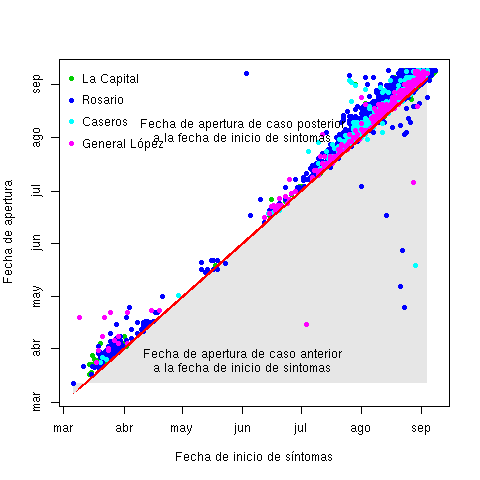 La Capital
Rosario
Caseros
General López
Fecha de apertura de caso posterior
a la fecha de inicio de sintomas
Fecha de apertura de caso anterior
a la fecha de inicio de sintomas
Fecha de apertura
mar
abr
may
jun
jul
ago
sep
mar
abr
may
jun
jul
ago
sep
Fecha de inicio de síntomas